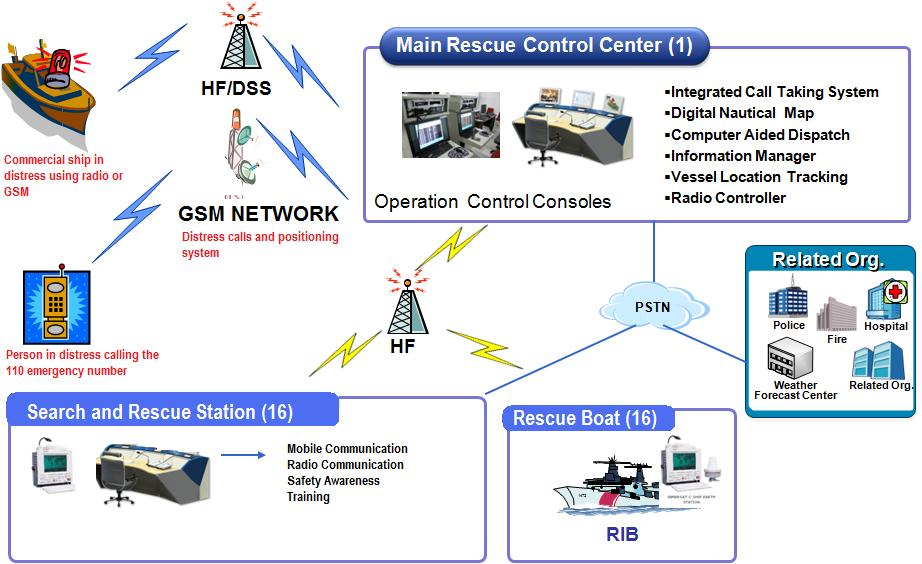 Main Rescue Control Center (1)
HF/DSS
▪Integrated Call Taking System
▪Digital Nautical Map
▪Computer Aided Dispatch
▪Information Manager
▪Vessel Location Tracking
▪Radio Controller
Operation Control Consoles
Commercial ship in
distress using radio or
GSM
GSM NETWORK
Distress calls and positioning
system
Related Org.
Police
Fire
Hospital
Weather
Forecast Center
Related Org.
PSTN
HF
Person in distress calling the
110 emergency number
Search and Rescue Station (16)
Mobile Communication
Radio Communication
Safety Awareness
Training
Rescue Boat (16)
INMARSAT-C SHIP EARTH
STATION
RIB